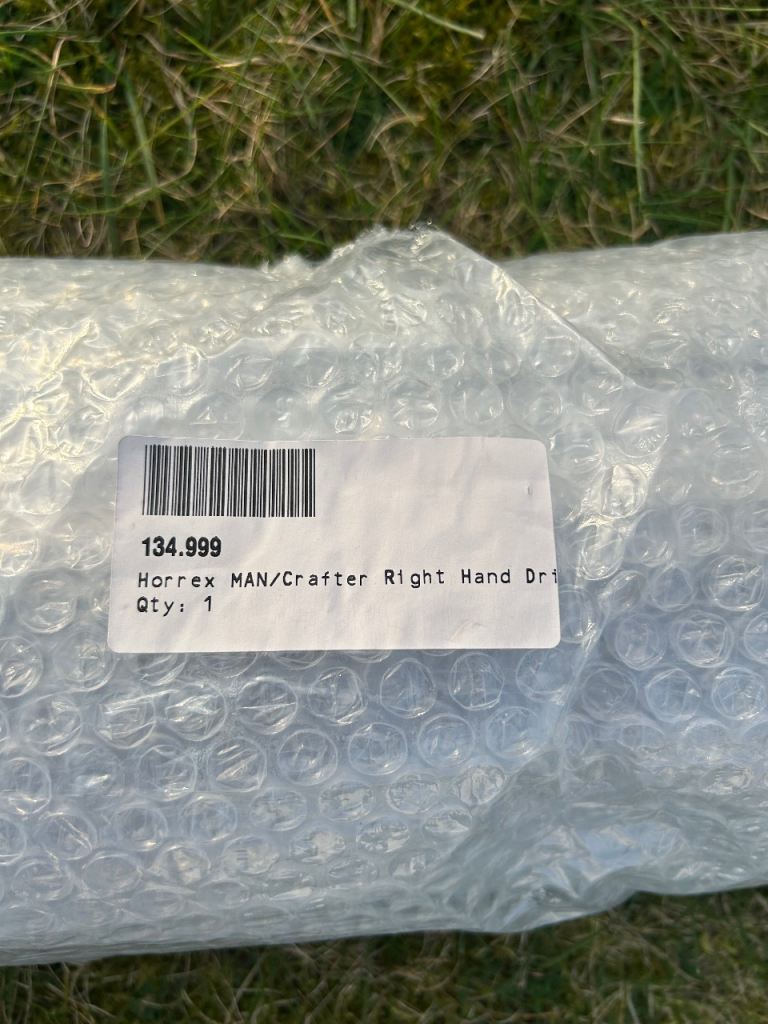 134.999
Horrex MAN/Crafter Right Hand Dri
Qty: 1